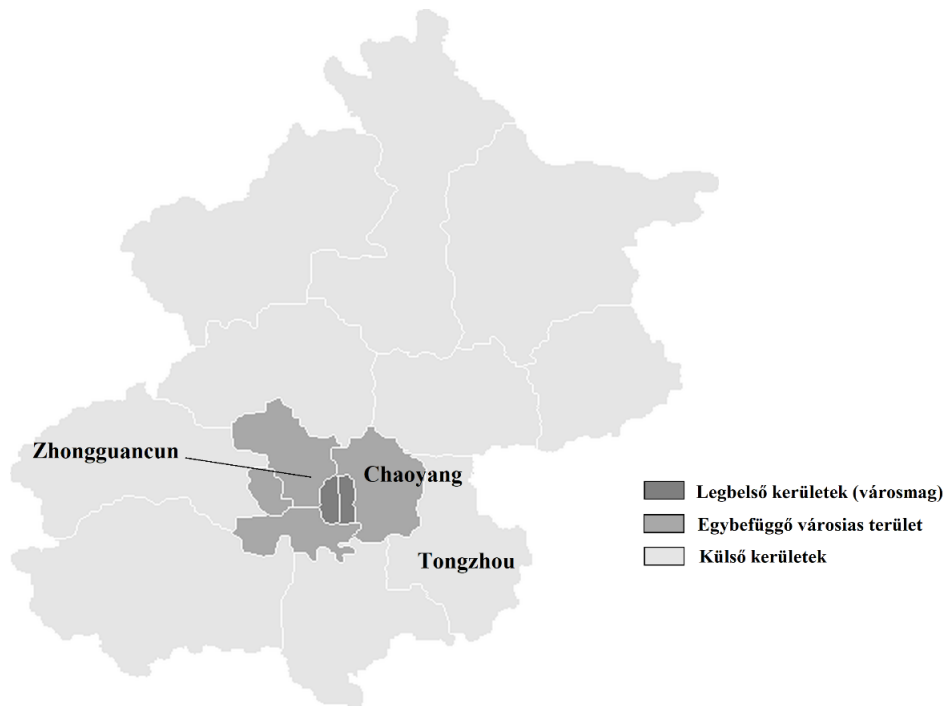 Zhongguancun
Chaoyang
Tongzhou
Legbelső kerületek (városmag)
Egybefüggő városias terület
Külső kerületek